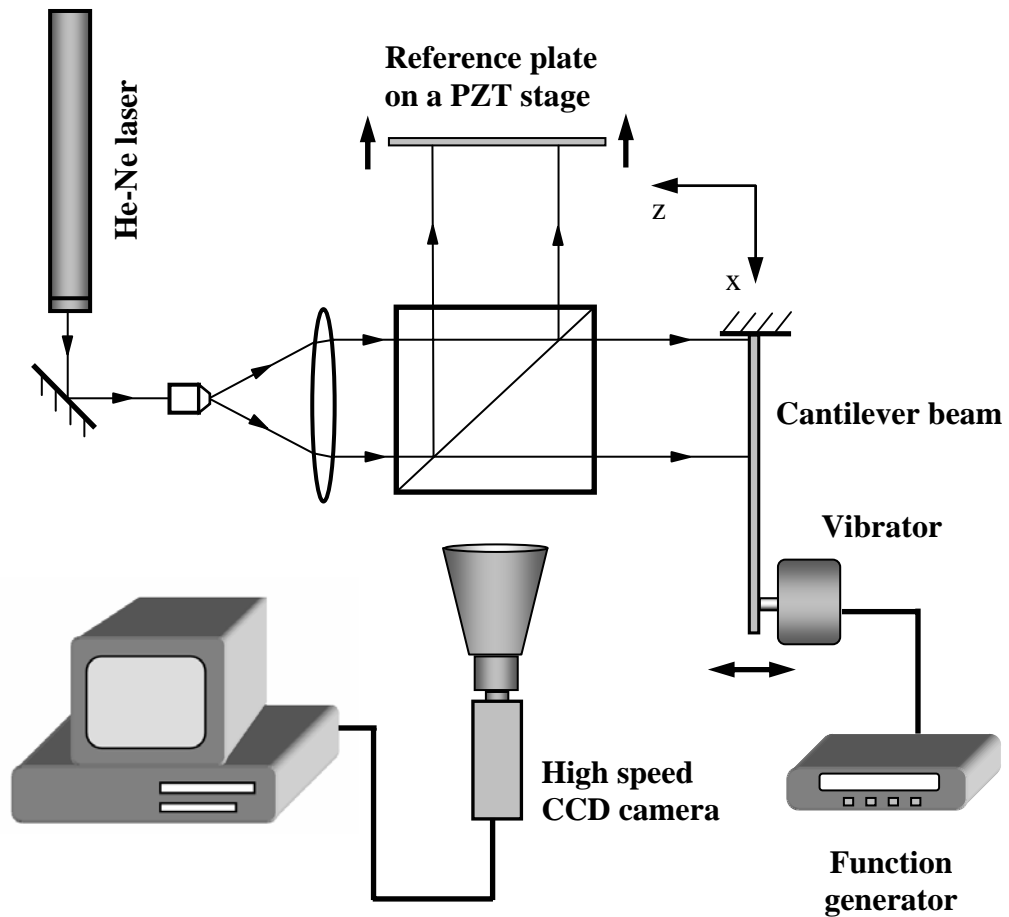 Reference plate
on a PZT stage
He-Ne laser
z
x
Cantilever beam
Vibrator
High speed
CCD camera
Function
generator